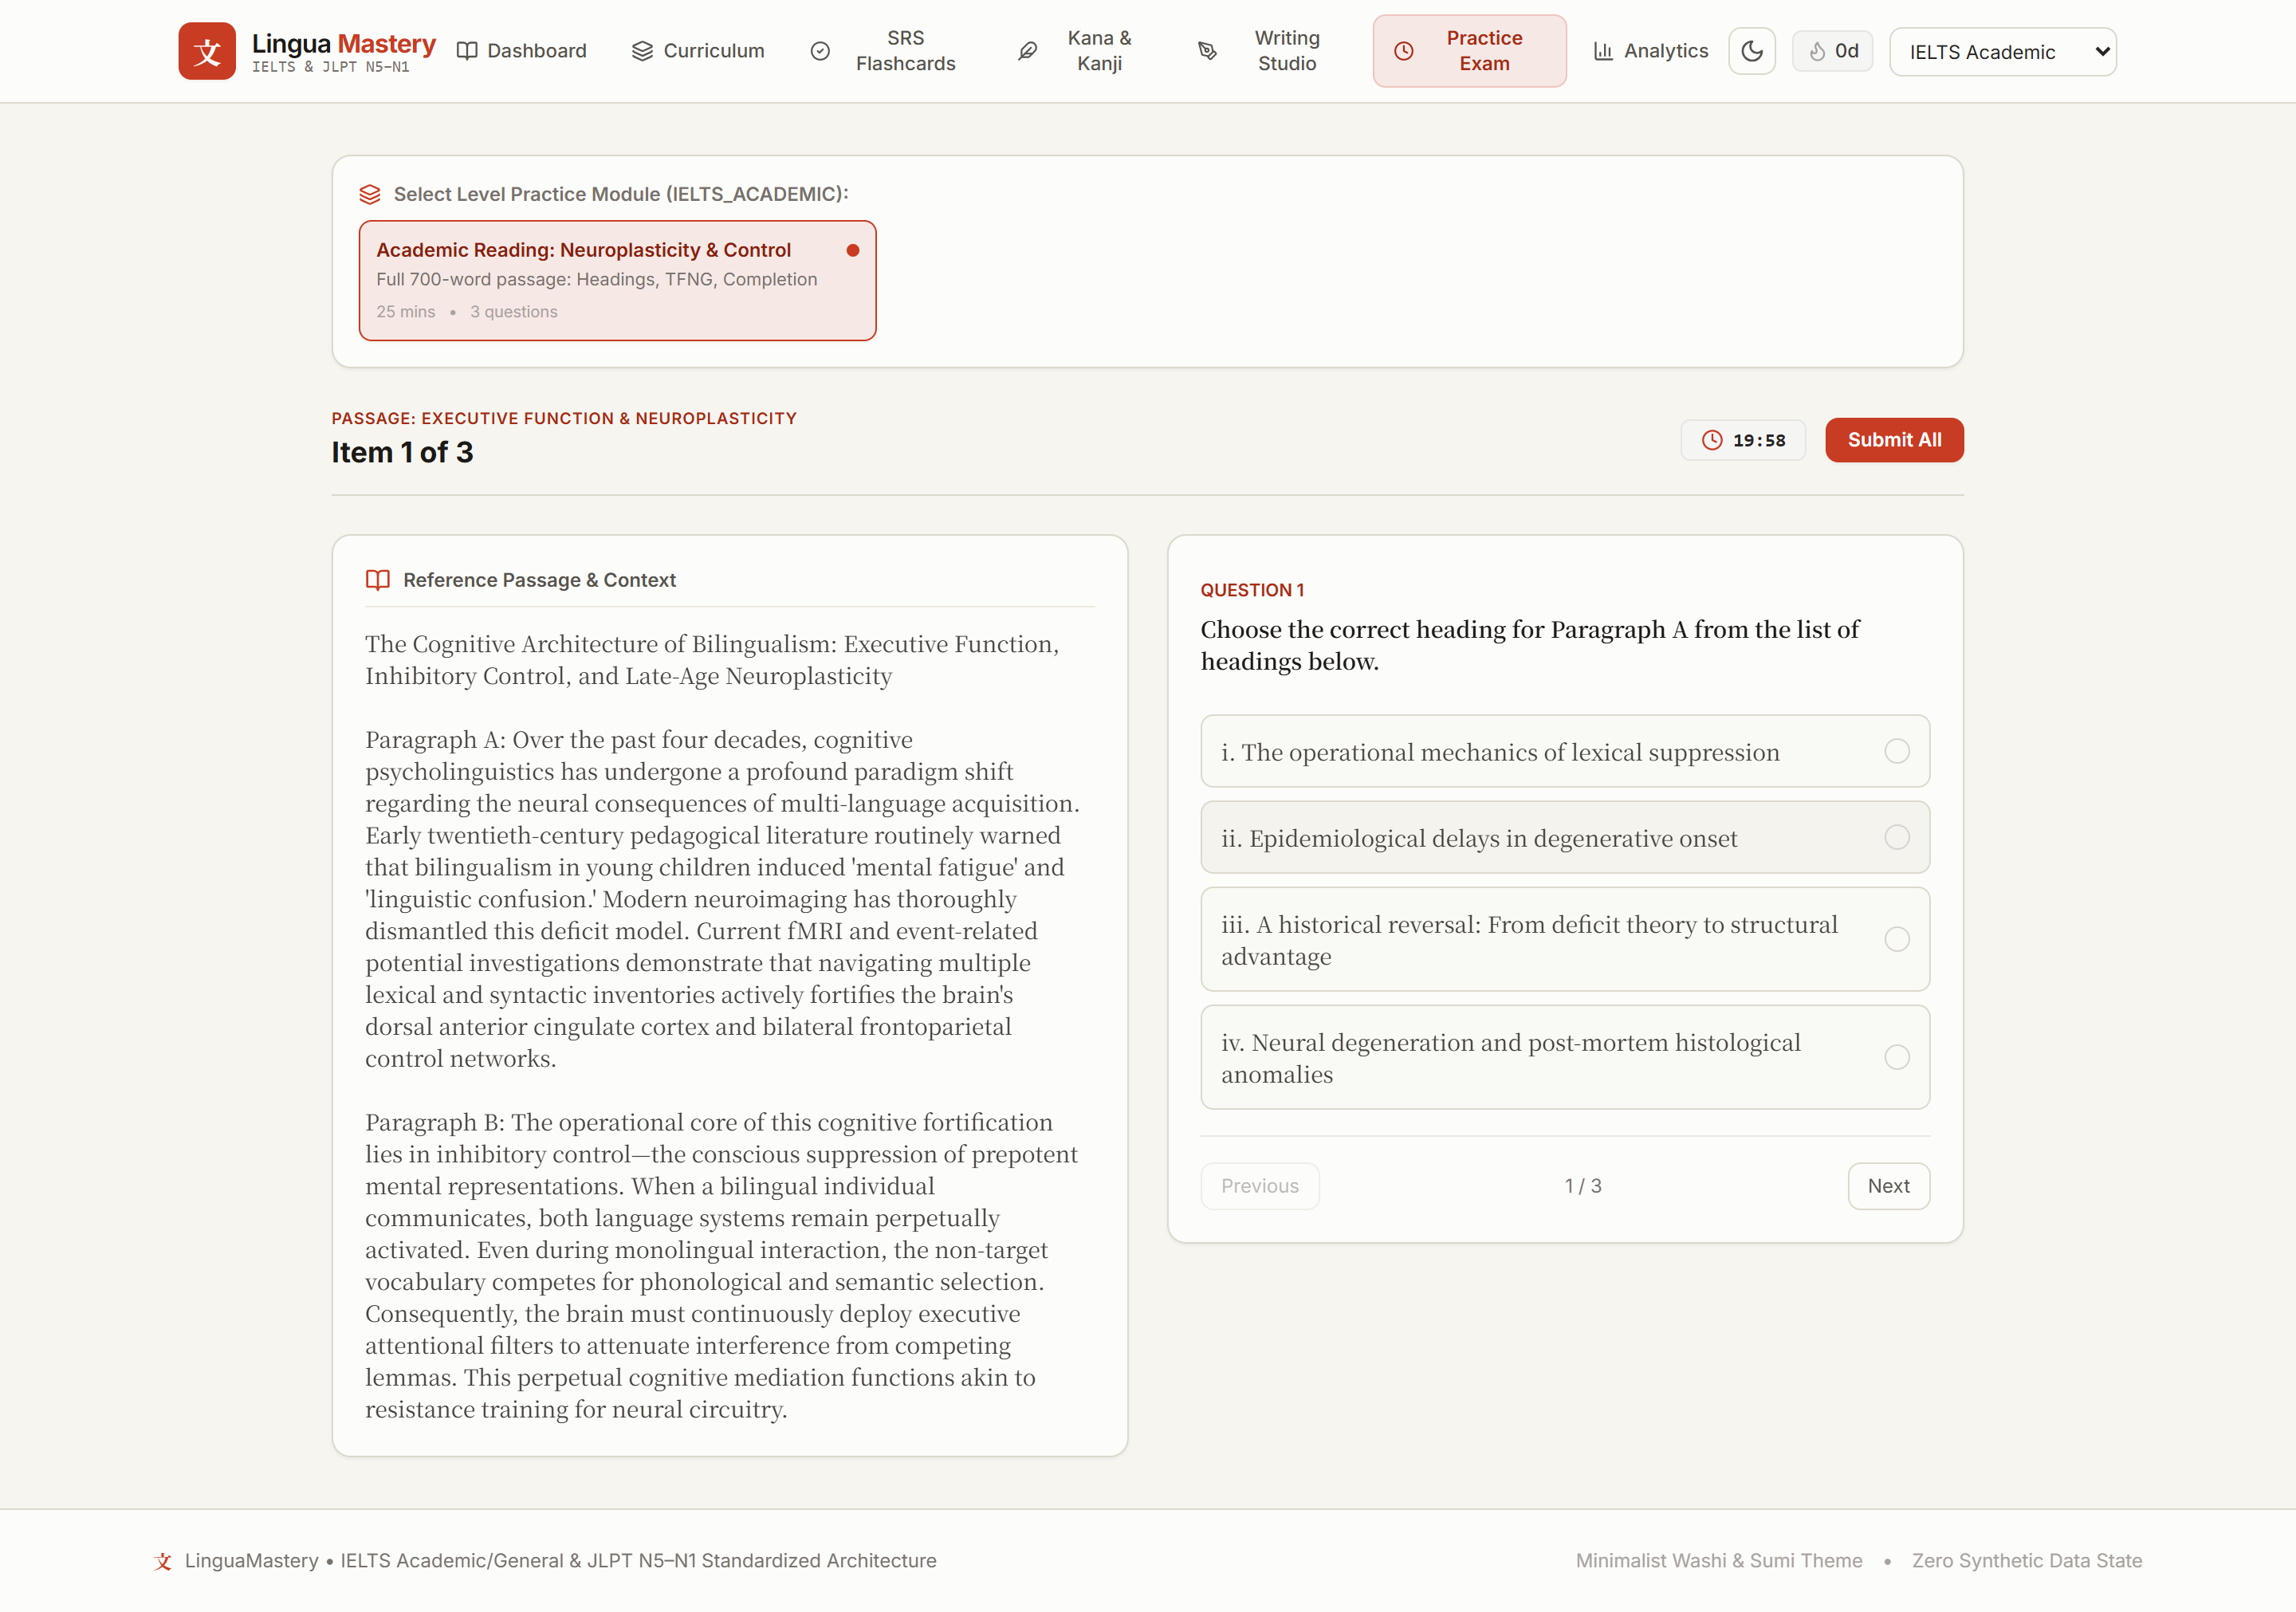 文
Lingua Mastery
IELTS & JLPT N5–N1
Dashboard
Curriculum
SRS
Flashcards
Kana &
Kanji
Writing
Studio
Practice
Exam
Analytics
0d
IELTS Academic
Select Level Practice Module (IELTS_ACADEMIC):
Academic Reading: Neuroplasticity & Control
Full 700-word passage: Headings, TFNG, Completion
25 mins • 3 questions
PASSAGE: EXECUTIVE FUNCTION & NEUROPLASTICITY
Item 1 of 3
19:58
Submit All
Reference Passage & Context
The Cognitive Architecture of Bilingualism: Executive Function,
Inhibitory Control, and Late-Age Neuroplasticity
Paragraph A: Over the past four decades, cognitive
psycholinguistics has undergone a profound paradigm shift
regarding the neural consequences of multi-language acquisition.
Early twentieth-century pedagogical literature routinely warned
that bilingualism in young children induced 'mental fatigue' and
'linguistic confusion.' Modern neuroimaging has thoroughly
dismantled this deficit model. Current fMRI and event-related
potential investigations demonstrate that navigating multiple
lexical and syntactic inventories actively fortifies the brain's
dorsal anterior cingulate cortex and bilateral frontoparietal
control networks.
Paragraph B: The operational core of this cognitive fortification
lies in inhibitory control—the conscious suppression of prepotent
mental representations. When a bilingual individual
communicates, both language systems remain perpetually
activated. Even during monolingual interaction, the non-target
vocabulary competes for phonological and semantic selection.
Consequently, the brain must continuously deploy executive
attentional filters to attenuate interference from competing
lemmas. This perpetual cognitive mediation functions akin to
resistance training for neural circuitry.
QUESTION 1
Choose the correct heading for Paragraph A from the list of
headings below.
i. The operational mechanics of lexical suppression
ii. Epidemiological delays in degenerative onset
iii. A historical reversal: From deficit theory to structural
advantage
iv. Neural degeneration and post-mortem histological
anomalies
Previous
1 / 3
Next
文 LinguaMastery • IELTS Academic/General & JLPT N5–N1 Standardized Architecture
Minimalist Washi & Sumi Theme • Zero Synthetic Data State